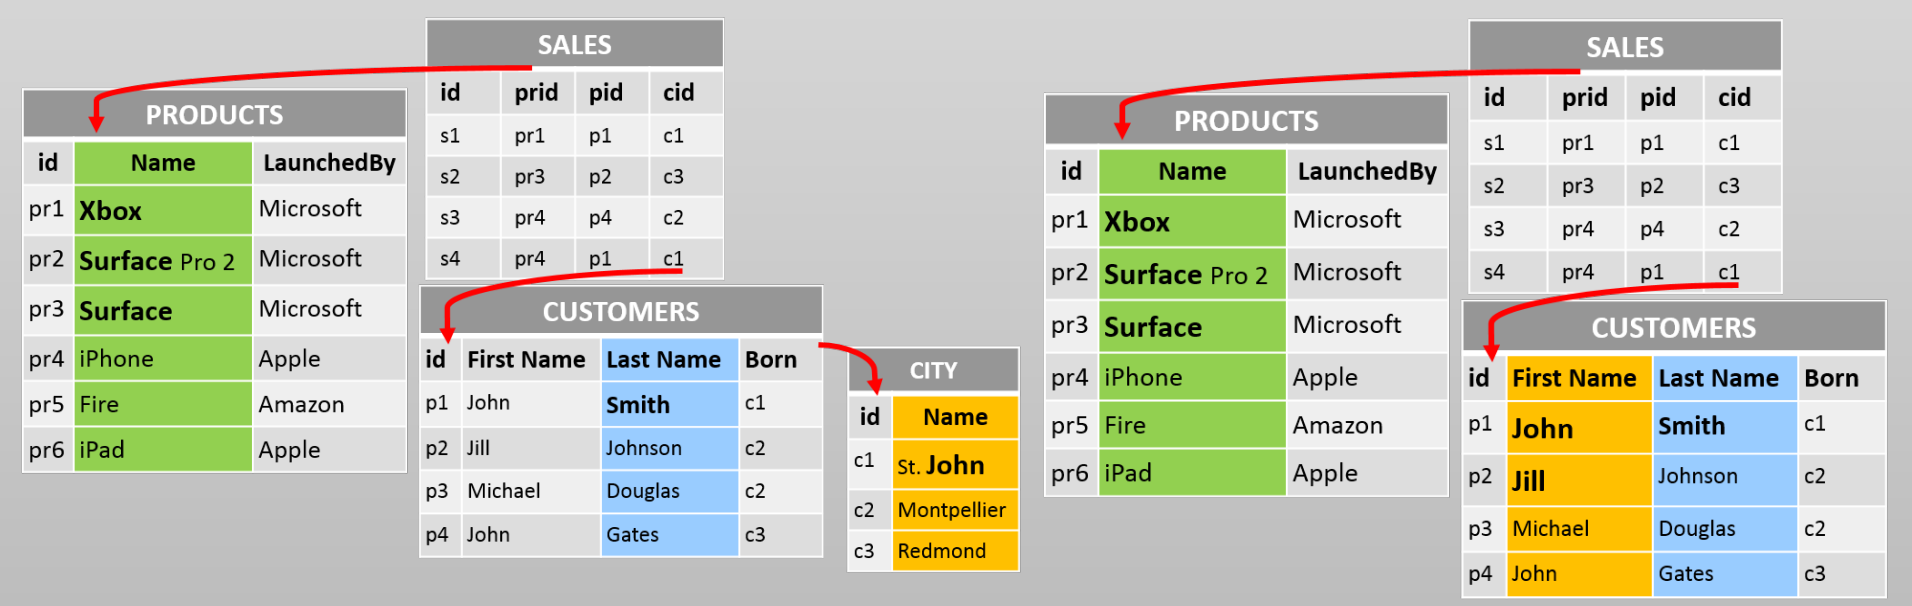 SALES
id prid pid cid
s1 pr1 p1 c1
s2 pr3 p2 c3
s3 pr4 p4 c2
s4 pr4 p1 c1
PRODUCTS
id Name LaunchedBy
pr1 Xbox Microsoft
pr2 Surface Pro 2 Microsoft
pr3 Surface Microsoft
pr4 iPhone Apple
pr5 Fire Amazon
pr6 iPad Apple
CUSTOMERS
id First Name Last Name Born
p1 John Smith c1
p2 Jill Johnson c2
p3 Michael Douglas c2
p4 John Gates c3
CITY
id Name
c1 St. John
c2 Montpellier
c3 Redmond
SALES
id prid pid cid
s1 pr1 p1 c1
s2 pr3 p2 c3
s3 pr4 p4 c2
s4 pr4 p1 c1
PRODUCTS
id Name LaunchedBy
pr1 Xbox Microsoft
pr2 Surface Pro 2 Microsoft
pr3 Surface Microsoft
pr4 iPhone Apple
pr5 Fire Amazon
pr6 iPad Apple
CUSTOMERS
id First Name Last Name Born
p1 John Smith c1
p2 Jill Johnson c2
p3 Michael Douglas c2
p4 John Gates c3